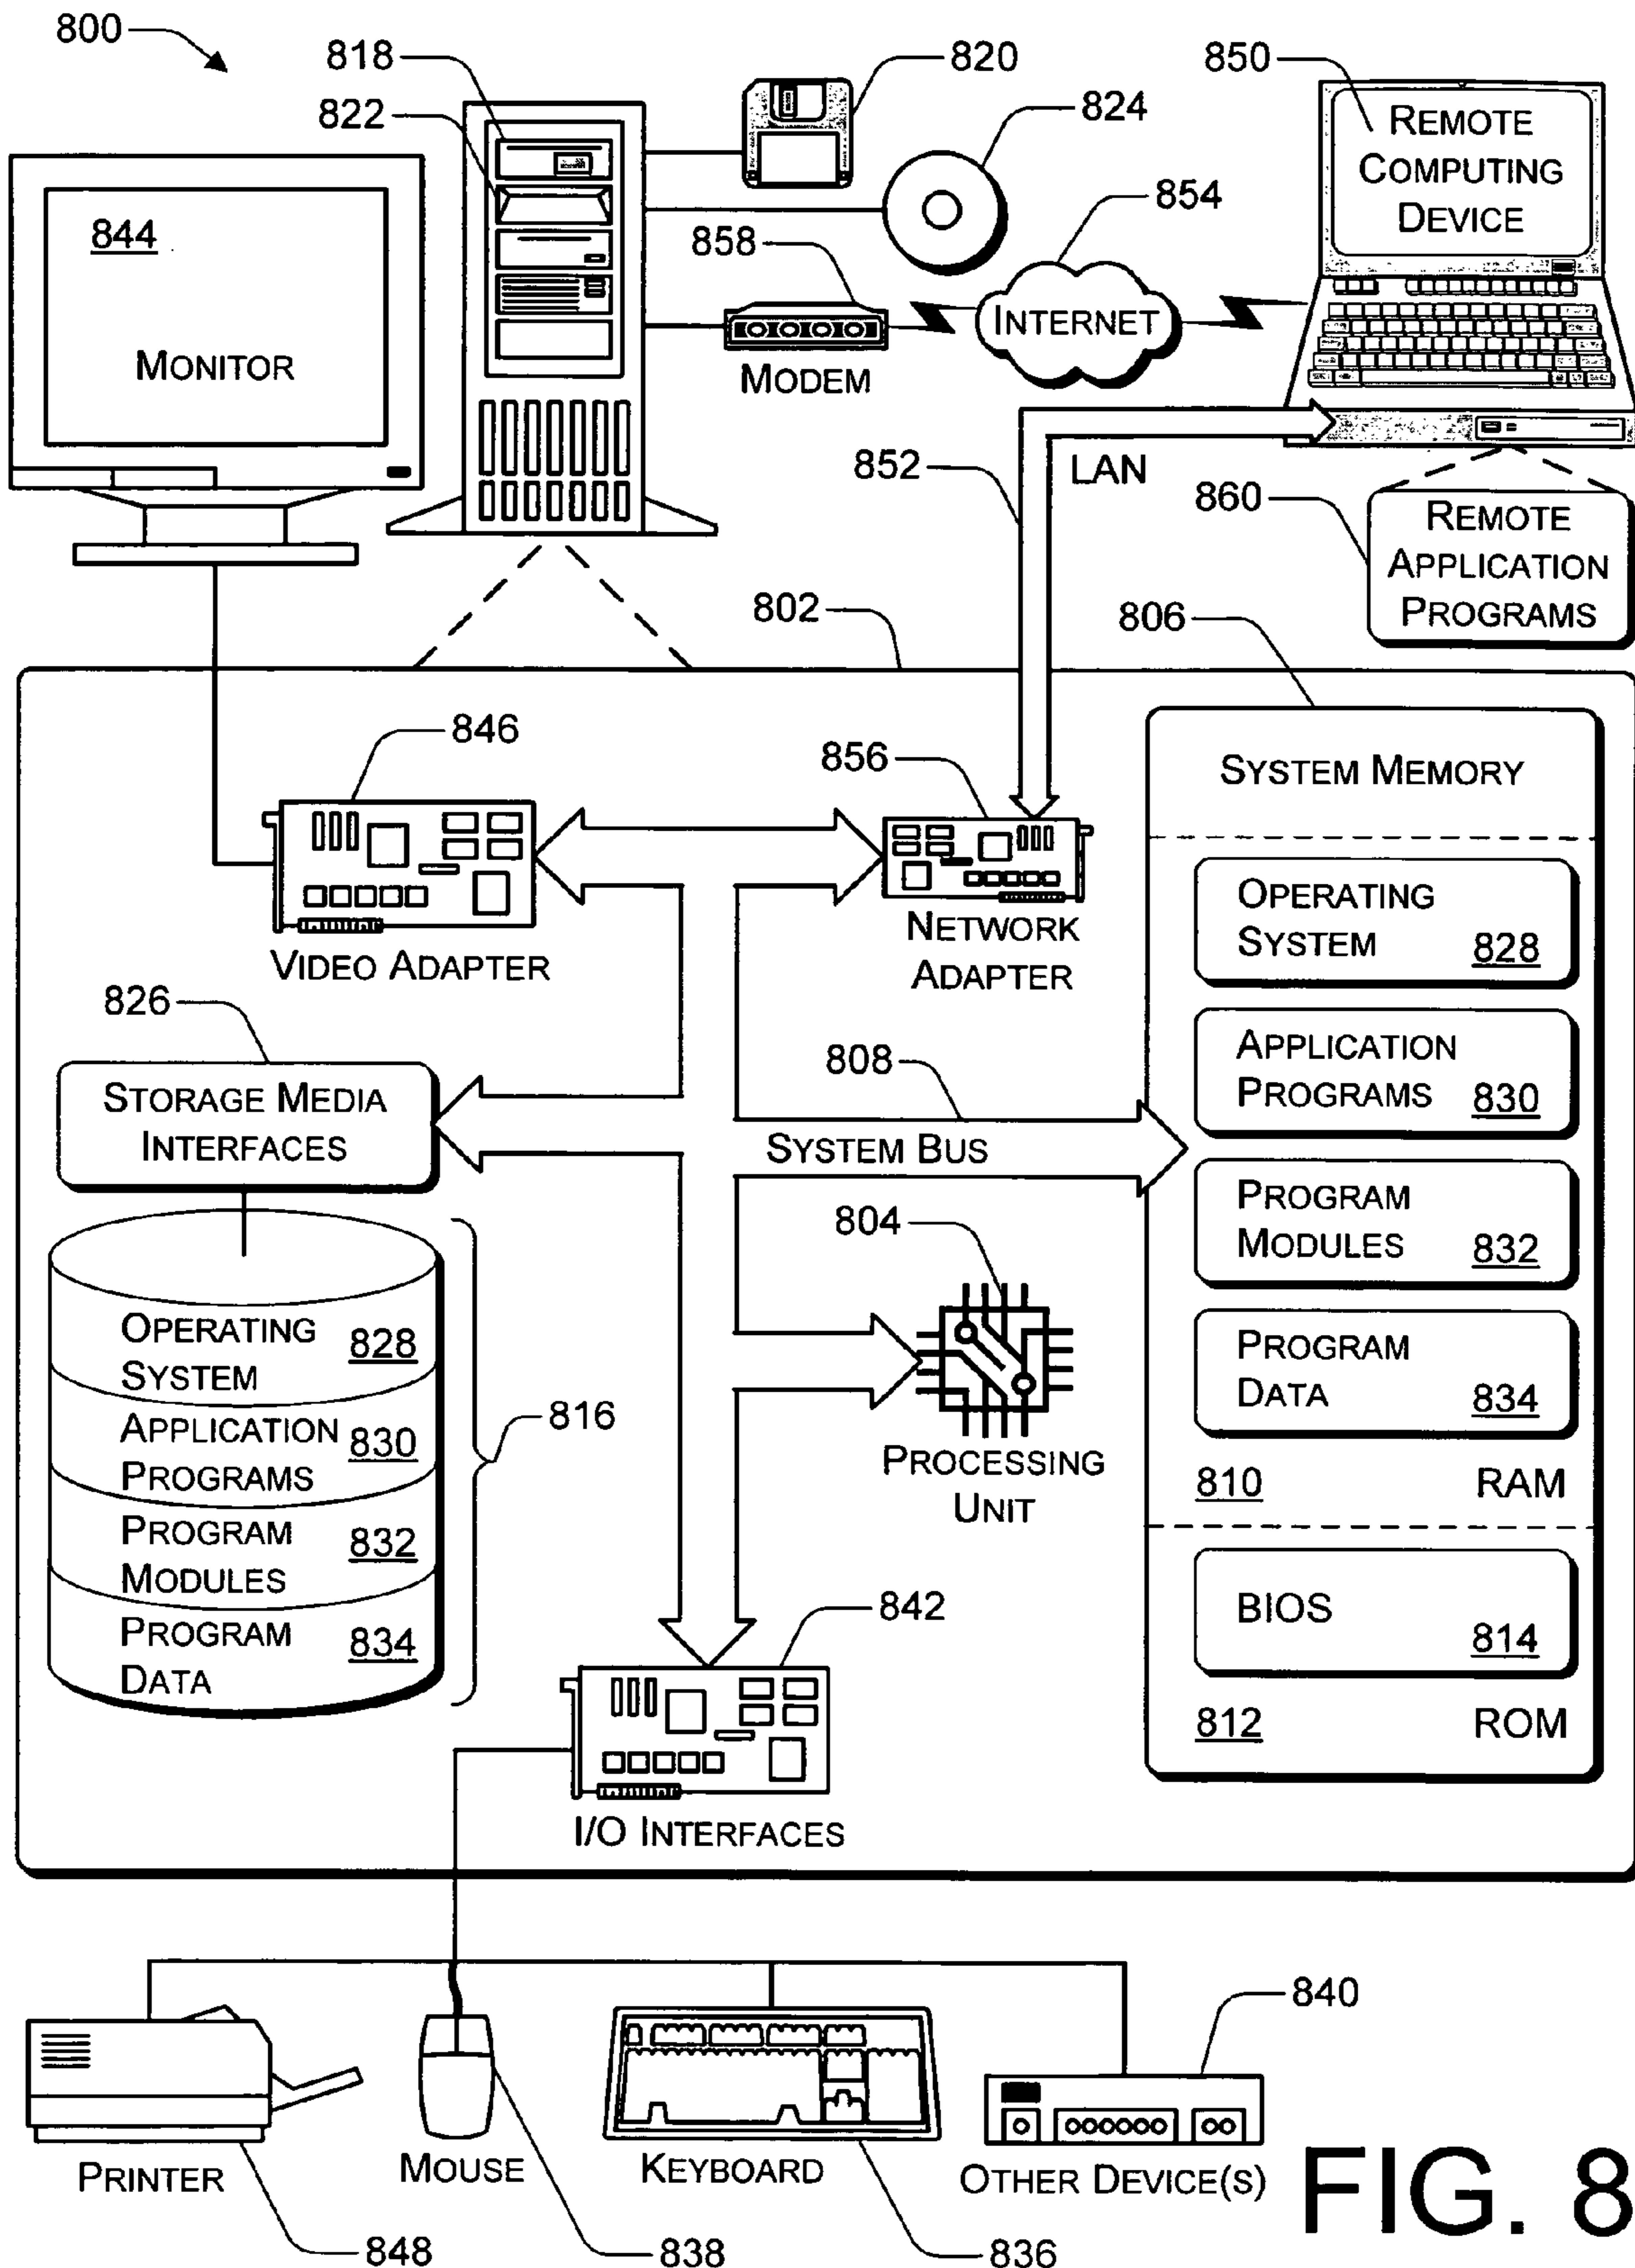 800
818
822
820
824
850
REMOTE
COMPUTING
DEVICE
854
844
MONITOR
858
MODEM
INTERNET
852
LAN
860
REMOTE
APPLICATION
PROGRAMS
802
806
846
856
SYSTEM MEMORY
VIDEO ADAPTER
NETWORK
ADAPTER
OPERATING
SYSTEM 828
826
STORAGE MEDIA
INTERFACES
808
SYSTEM BUS
APPLICATION
PROGRAMS 830
PROGRAM
MODULES 832
804
PROCESSING
UNIT
PROGRAM
DATA 834
810 RAM
OPERATING
SYSTEM 828
APPLICATION
PROGRAMS 830
PROGRAM
MODULES 832
PROGRAM
DATA 834
816
BIOS 814
812 ROM
842
I/O INTERFACES
840
PRINTER
MOUSE
KEYBOARD
OTHER DEVICE(S)
848
838
836
FIG. 8